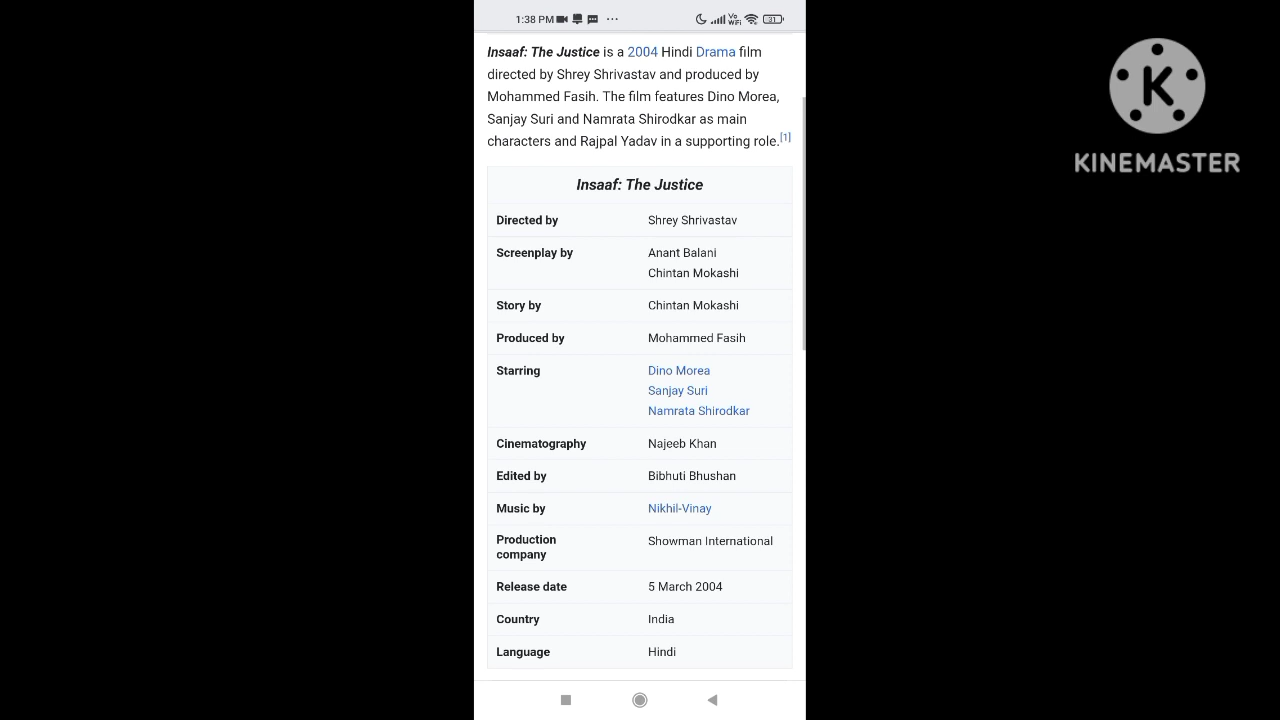 1:38 PM
Vo
WiFi
31
Insaaf: The Justice is a 2004 Hindi Drama film
directed by Shrey Shrivastav and produced by
Mohammed Fasih. The film features Dino Morea,
Sanjay Suri and Namrata Shirodkar as main
characters and Rajpal Yadav in a supporting role.[1]
Insaaf: The Justice
Directed by Shrey Shrivastav
Screenplay by Anant Balani
Chintan Mokashi
Story by Chintan Mokashi
Produced by Mohammed Fasih
Starring Dino Morea
Sanjay Suri
Namrata Shirodkar
Cinematography Najeeb Khan
Edited by Bibhuti Bhushan
Music by Nikhil-Vinay
Production Showman International
company
Release date 5 March 2004
Country India
Language Hindi
K
KINEMASTER